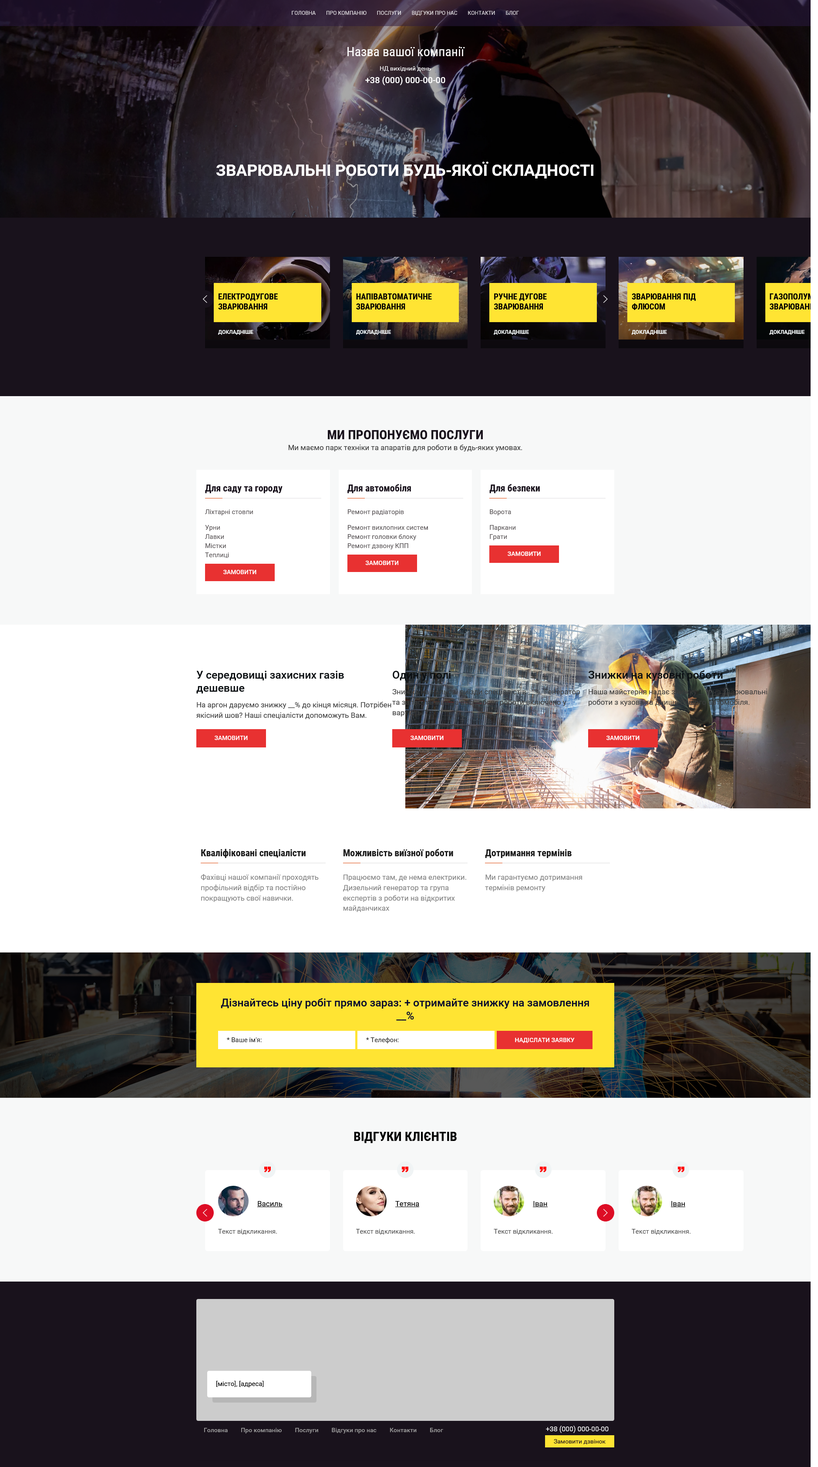 ГОЛОВНА ПРО КОМПАНІЮ ПОСЛУГИ ВІДГУКИ ПРО НАС КОНТАКТИ БЛОГ
Назва вашої компанії
НД вихідний день
+38 (000) 000-00-00
ЗВАРЮВАЛЬНІ РОБОТИ БУДЬ-ЯКОЇ СКЛАДНОСТІ
ЕЛЕКТРОДУГОВЕ
ЗВАРЮВАННЯ
ДОКЛАДНІШЕ
НАПІВАВТОМАТИЧНЕ
ЗВАРЮВАННЯ
ДОКЛАДНІШЕ
РУЧНЕ ДУГОВЕ
ЗВАРЮВАННЯ
ДОКЛАДНІШЕ
ЗВАРЮВАННЯ ПІД
ФЛЮСОМ
ДОКЛАДНІШЕ
ДОКЛАДНІШЕ
МИ ПРОПОНУЄМО ПОСЛУГИ
Ми маємо парк техніки та апаратів для роботи в будь-яких умовах.
Для саду та городу
Ліхтарні стовпи
Урни
Лавки
Містки
Теплиці
ЗАМОВИТИ
Для автомобіля
Ремонт радіаторів
Ремонт вихлопних систем
Ремонт головки блоку
Ремонт дзвону КПП
ЗАМОВИТИ
Для безпеки
Ворота
Паркани
Грати
ЗАМОВИТИ
У середовищі захисних газів
дешевше
На аргон даруємо знижку __% до кінця місяця. Потрібен
якісний шов? Наші спеціалісти допоможуть Вам.
ЗАМОВИТИ
Один у полі
ЗАМОВИТИ
Знижки на кузовні роботи
Наша майстерня надає
роботи з кузова
ЗАМОВИТИ
Кваліфіковані спеціалісти
Фахівці нашої компанії проходять
профільний відбір та постійно
покращують свої навички.
Можливість виїзної роботи
Працюємо там, де нема електрики.
Дизельний генератор та група
експертів з роботи на відкритих
майданчиках
Дотримання термінів
Ми гарантуємо дотримання
термінів ремонту
Дізнайтесь ціну робіт прямо зараз: + отримайте знижку на замовлення
__%
* Ваше ім'я:
* Телефон:
НАДІСЛАТИ ЗАЯВКУ
ВІДГУКИ КЛІЄНТІВ
Василь
Текст відкликання.
Тетяна
Текст відкликання.
Іван
Текст відкликання.
Іван
Текст відкликання.
[місто], [адреса]
Головна Про компанію Послуги Відгуки про нас Контакти Блог
+38 (000) 000-00-00
Замовити дзвінок